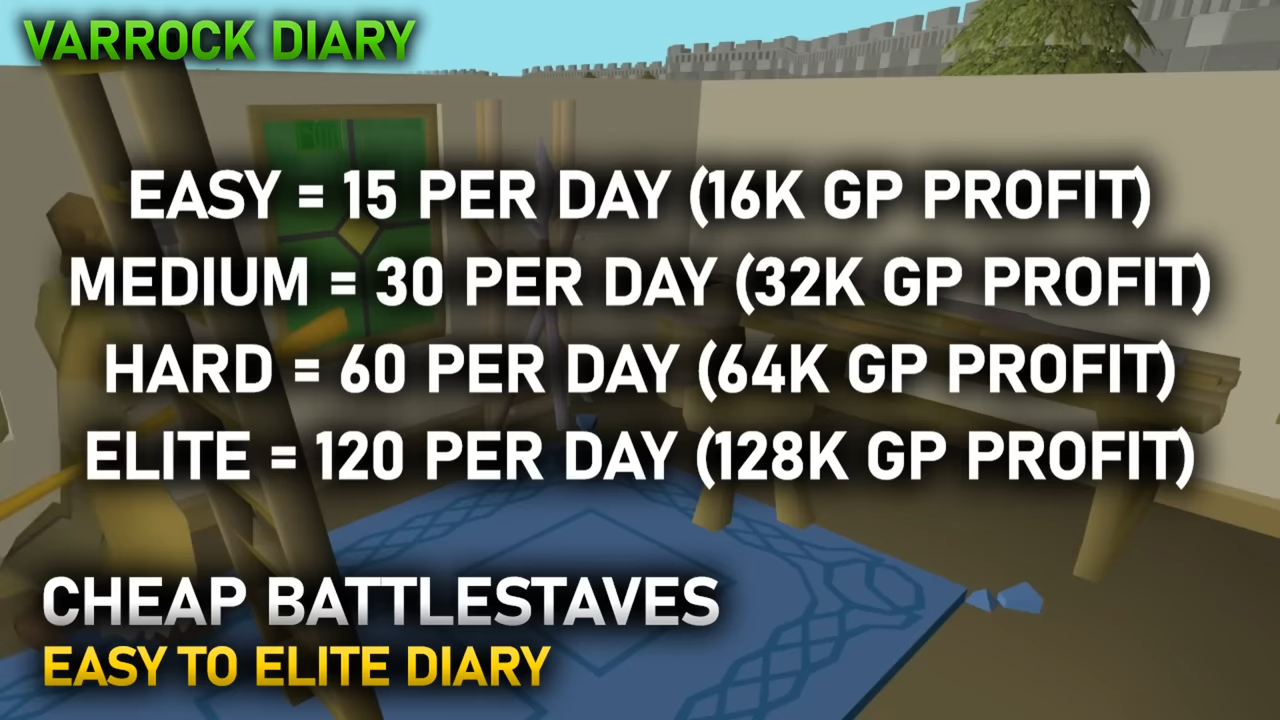 VARROCK DIARY
EASY = 15 PER DAY (16K GP PROFIT)
MEDIUM = 30 PER DAY (32K GP PROFIT)
HARD = 60 PER DAY (64K GP PROFIT)
ELITE = 120 PER DAY (128K GP PROFIT)
CHEAP BATTLESTAVES
EASY TO ELITE DIARY